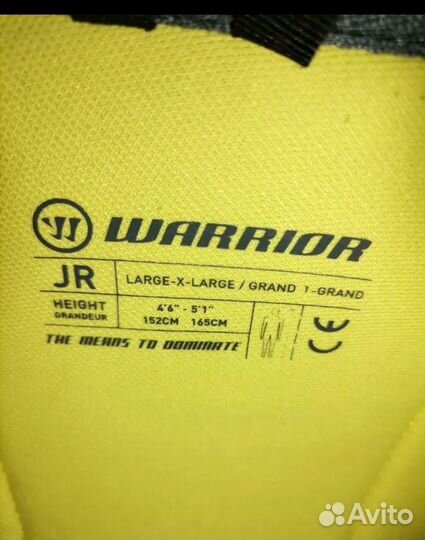 WARRIOR
JR LARGE-X-LARGE / GRAND 1-GRAND
HEIGHT 4'6" - 5'1"
GRANDEUR 152CM 165CM
CE
THE MEANS TO DOMINATE
Avito